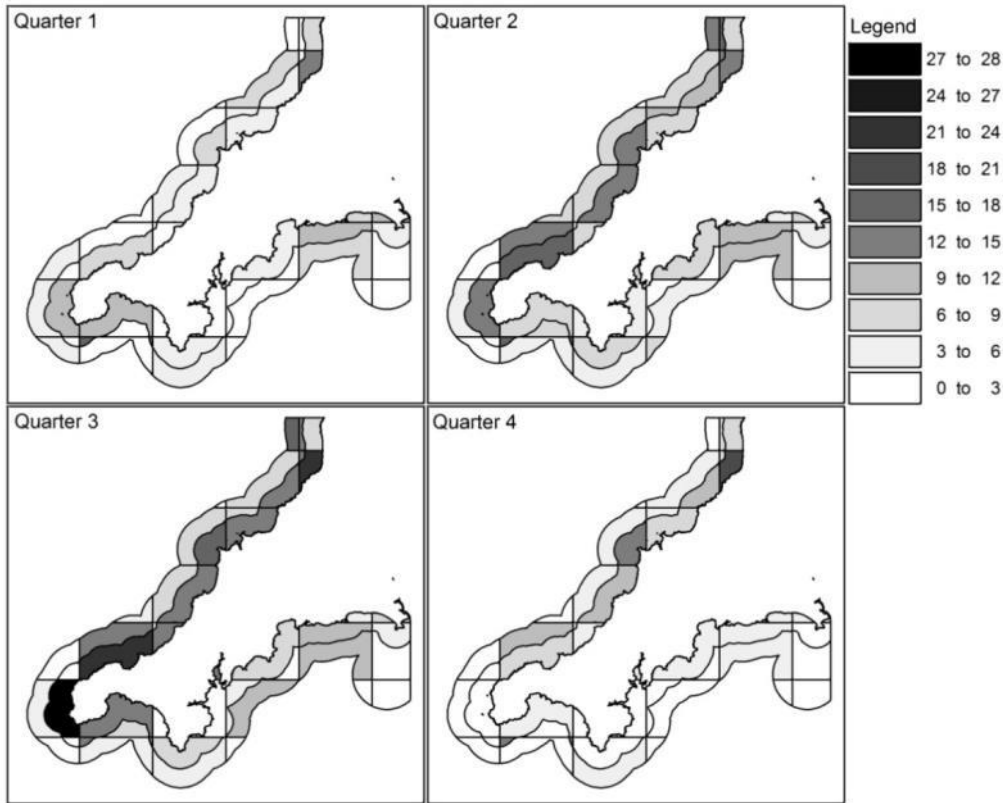 Quarter 1
Quarter 2
Legend
27 to 28
24 to 27
21 to 24
18 to 21
15 to 18
12 to 15
9 to 12
6 to 9
3 to 6
0 to 3
Quarter 3
Quarter 4